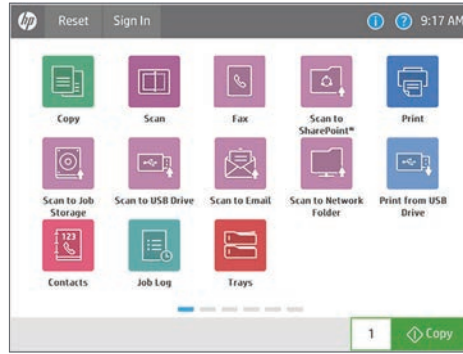 hp
Reset
Sign In
9:17 AM
Copy
Scan
Fax
Scan to
SharePoint®
Print
Scan to Job
Storage
Scan to USB Drive
Scan to Email
Scan to Network
Folder
Print from USB
Drive
123
Contacts
Job Log
Trays
1
Copy